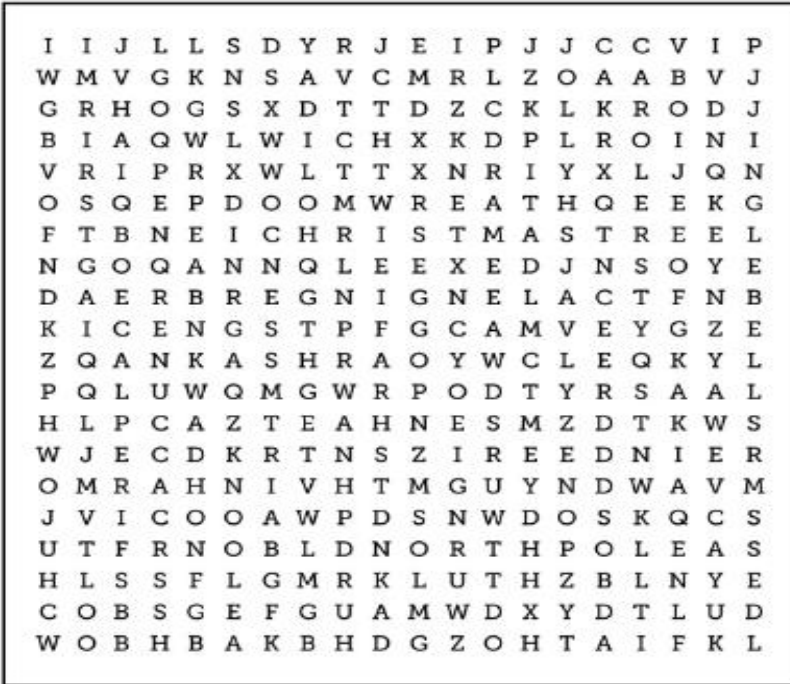 I I J L L S D Y R J E I P J J C C V I P
W M V G K N S A V C M R L Z O A A B V J
G R H O G S X D T T D Z C K L K R O D J
B I A Q W L W I C H X K D P L R O I N I
V R I P R X W L T T X N R I Y X L J Q N
O S Q E P D O O M W R E A T H Q E E K G
F T B N E I C H R I S T M A S T R E E L
N G O Q A N N Q L E E X E D J N S O Y E
D A E R B R E G N I G N E L A C T F N B
K I C E N G S T P F G C A M V E Y G Z E
Z Q A N K A S H R A O Y W C L E Q K Y L
P Q L U W Q M G W R P O D T Y R S A A L
H L P C A Z T E A H N E S M Z D T K W S
W J E C D K R T N S Z I R E E D N I E R
O M R A H N I V H T M G U Y N D W A V M
J V I C O O A W P D S N W D O S K Q C S
U T F R N O B L D N O R T H P O L E A S
H L S S F L G M R K L U T H Z B L N Y E
C O B S G E F G U A M W D X Y D T L U D
W O B H B A K B H D G Z O H T A I F K L